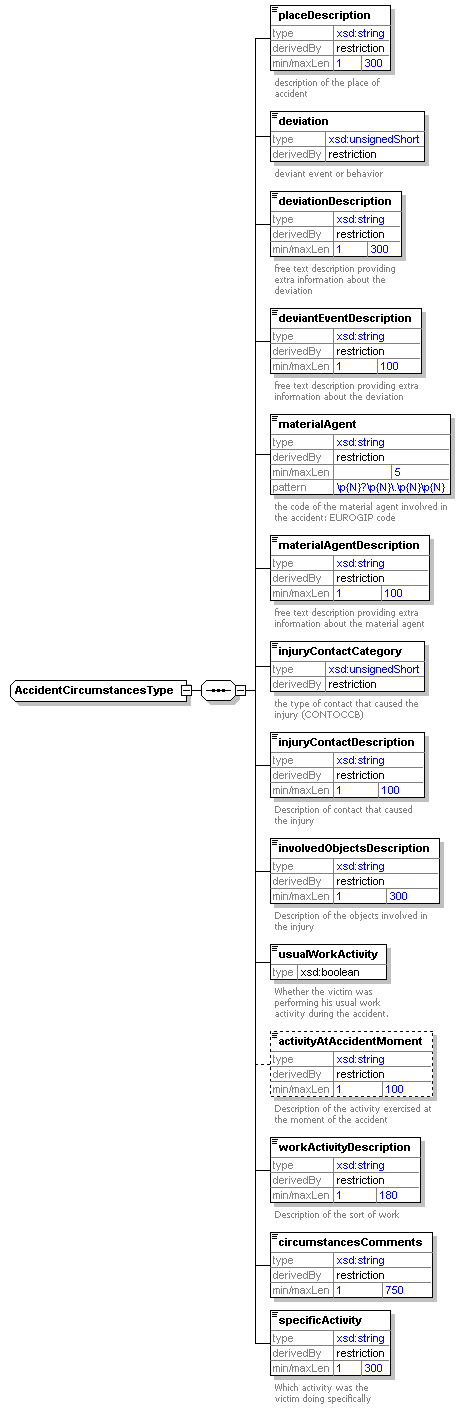 placeDescription
type xsd:string
derivedBy restriction
min/maxLen 1 300
description of the place of
accident
deviation
type xsd:unsignedShort
derivedBy restriction
deviant event or behavior
deviationDescription
type xsd:string
derivedBy restriction
min/maxLen 1 300
free text description providing
extra information about the
deviation
deviantEventDescription
type xsd:string
derivedBy restriction
min/maxLen 1 100
free text description providing extra
information about the deviation
materialAgent
type xsd:string
derivedBy restriction
min/maxLen 5
pattern \p{N}?\p{N}\.\p{N}\p{N}
the code of the material agent involved in
the accident: EUROGIP code
materialAgentDescription
type xsd:string
derivedBy restriction
min/maxLen 1 100
free text description providing extra
information about the material agent
AccidentCircumstancesType
injuryContactCategory
type xsd:unsignedShort
derivedBy restriction
the type of contact that caused the
injury (CONTOCCB)
injuryContactDescription
type xsd:string
derivedBy restriction
min/maxLen 1 100
Description of contact that caused
the injury
involvedObjectsDescription
type xsd:string
derivedBy restriction
min/maxLen 1 300
Description of the objects involved in
the injury
usualWorkActivity
type xsd:boolean
Whether the victim was
performing his usual work
activity during the accident.
activityAtAccidentMoment
type xsd:string
derivedBy restriction
min/maxLen 1 100
Description of the activity exercised at
the moment of the accident
workActivityDescription
type xsd:string
derivedBy restriction
min/maxLen 1 180
Description of the sort of work
circumstancesComments
type xsd:string
derivedBy restriction
min/maxLen 1 750
specificActivity
type xsd:string
derivedBy restriction
min/maxLen 1 300
Which activity was the
victim doing specifically